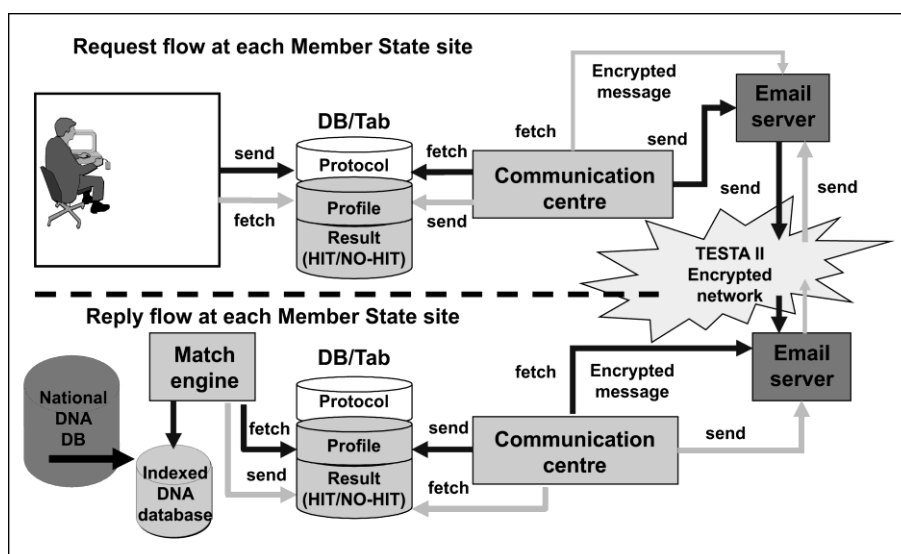 Request flow at each Member State site
Encrypted
message
Email
server
DB/Tab
fetch
send
Protocol
fetch
send
Communication
centre
send
send
Profile
fetch
send
Result
(HIT/NO-HIT)
TESTA II
Encrypted
network
Reply flow at each Member State site
Match
engine
DB/Tab
fetch
Encrypted
message
Email
server
National
DNA
DB
Protocol
fetch
Profile
send
Communication
centre
send
Indexed
DNA
database
send
Result
(HIT/NO-HIT)
fetch